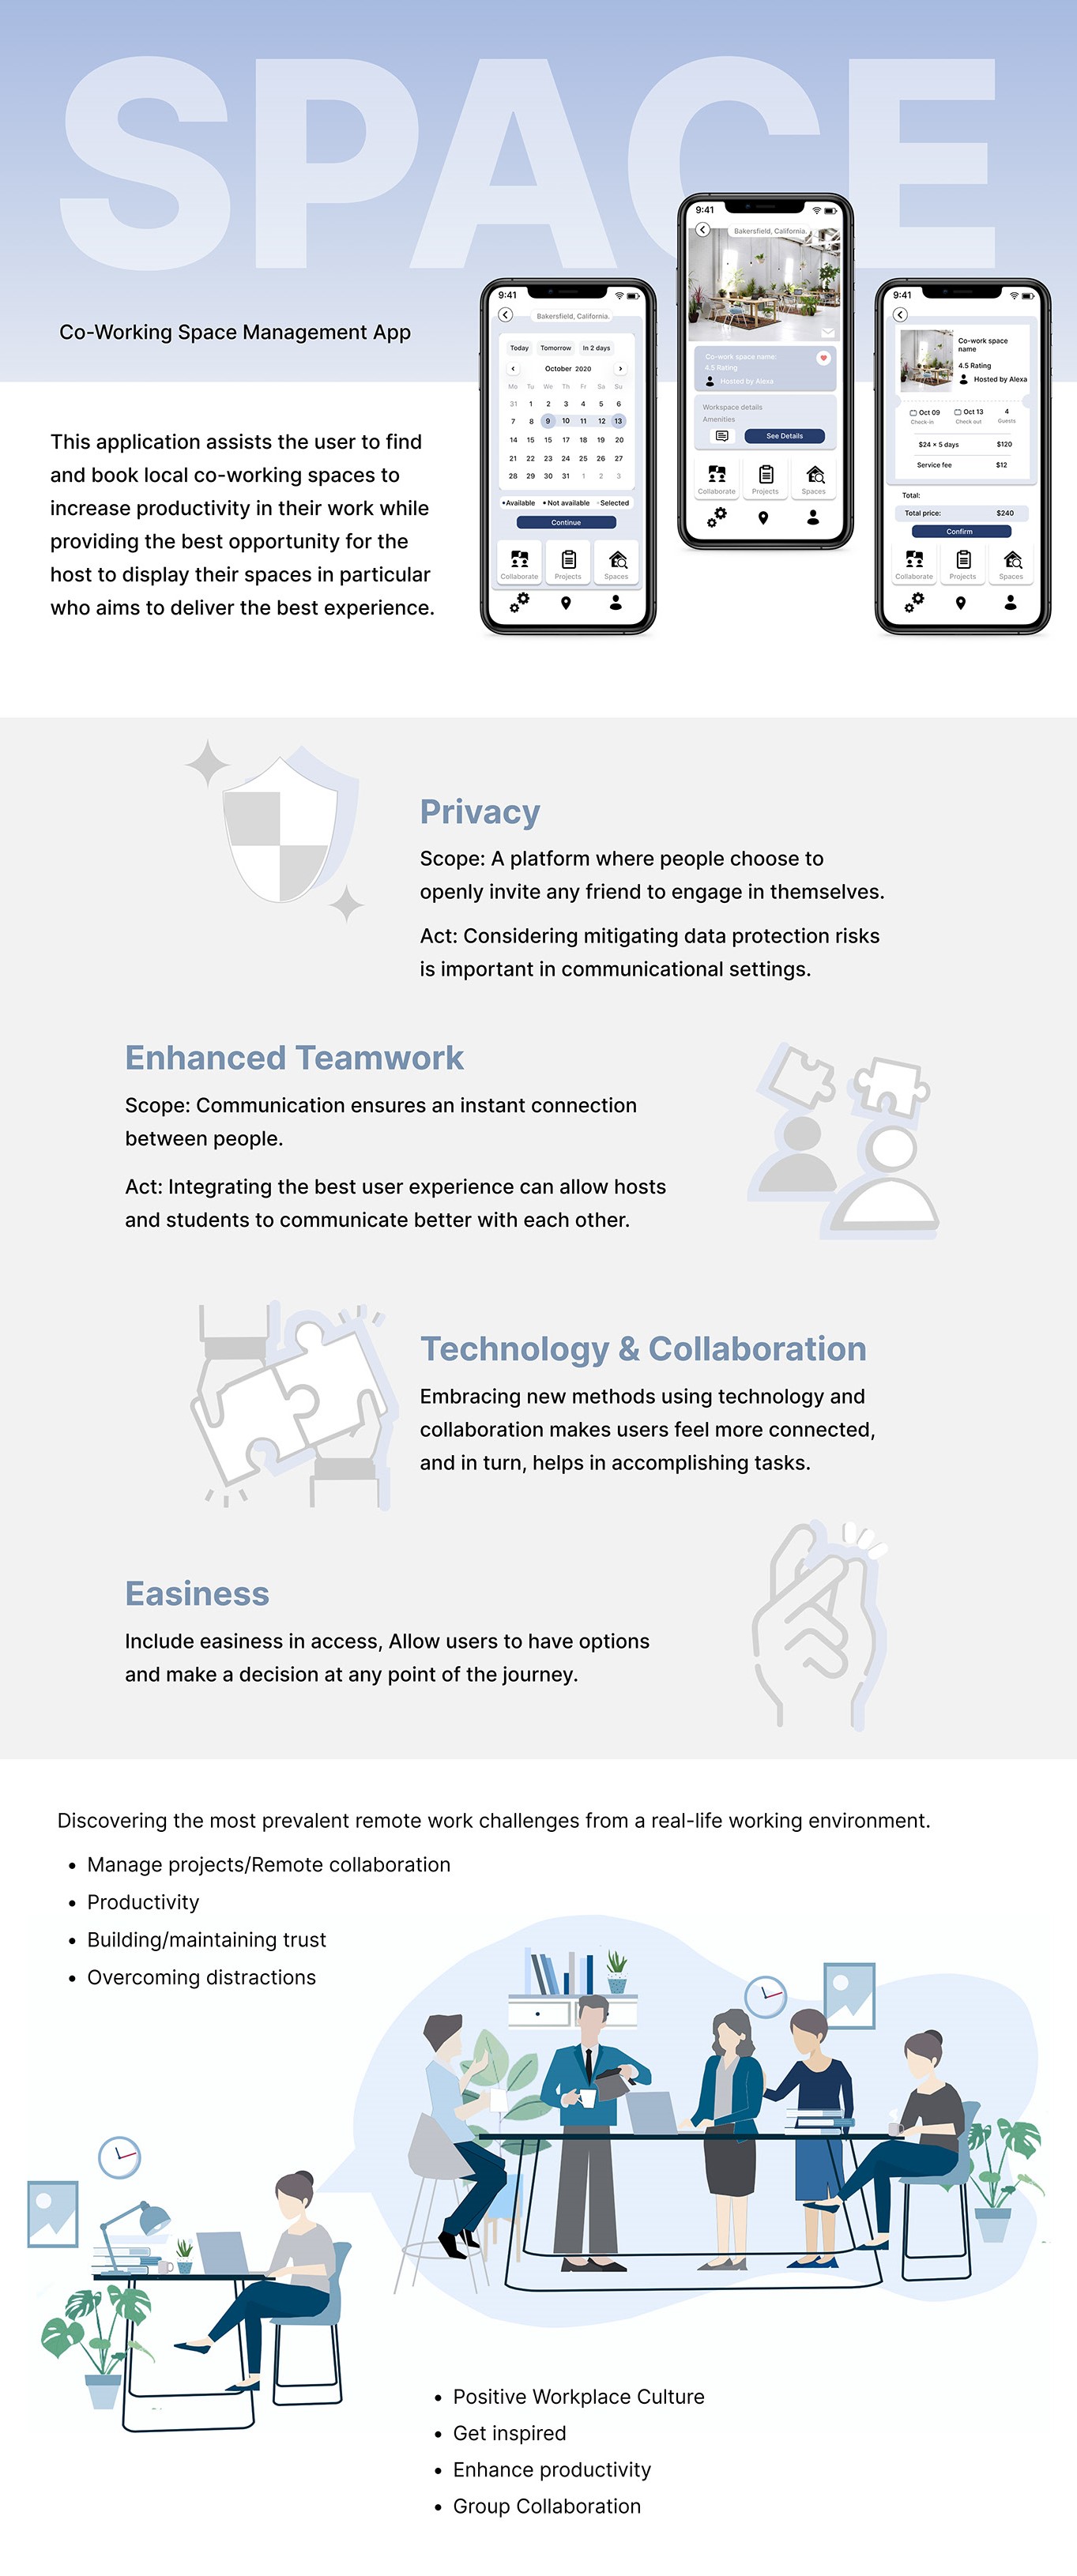 SPACE
Co-Working Space Management App
This application assists the user to find
and book local co-working spaces to
increase productivity in their work while
providing the best opportunity for the
host to display their spaces in particular
who aims to deliver the best experience.
9:41
Bakersfield, California.
Today Tomorrow In 2 days
October 2020
Mo Tu We Th Fr Sa Su
31 1 2 3 4 5 6
7 8 9 10 11 12 13
14 15 15 17 18 19 20
21 22 23 24 25 26 27
28 29 30 31 1 2 3
•Available •Not available •Selected
Continue
Collaborate Projects Spaces
9:41
Bakersfield, California.
Co-work space name:
4.5 Rating
Hosted by Alexa
Workspace details
Amenities
See Details
Collaborate Projects Spaces
9:41
Co-work space
name
4.5 Rating
Hosted by Alexa
Oct 09 Oct 13 4
Check-in Check out Guests
$24 × 5 days $120
Service fee $12
Total:
Total price: $240
Confirm
Collaborate Projects Spaces
Privacy
Scope: A platform where people choose to
openly invite any friend to engage in themselves.
Act: Considering mitigating data protection risks
is important in communicational settings.
Enhanced Teamwork
Scope: Communication ensures an instant connection
between people.
Act: Integrating the best user experience can allow hosts
and students to communicate better with each other.
Technology & Collaboration
Embracing new methods using technology and
collaboration makes users feel more connected,
and in turn, helps in accomplishing tasks.
Easiness
Include easiness in access, Allow users to have options
and make a decision at any point of the journey.
Discovering the most prevalent remote work challenges from a real-life working environment.
• Manage projects/Remote collaboration
• Productivity
• Building/maintaining trust
• Overcoming distractions
• Positive Workplace Culture
• Get inspired
• Enhance productivity
• Group Collaboration